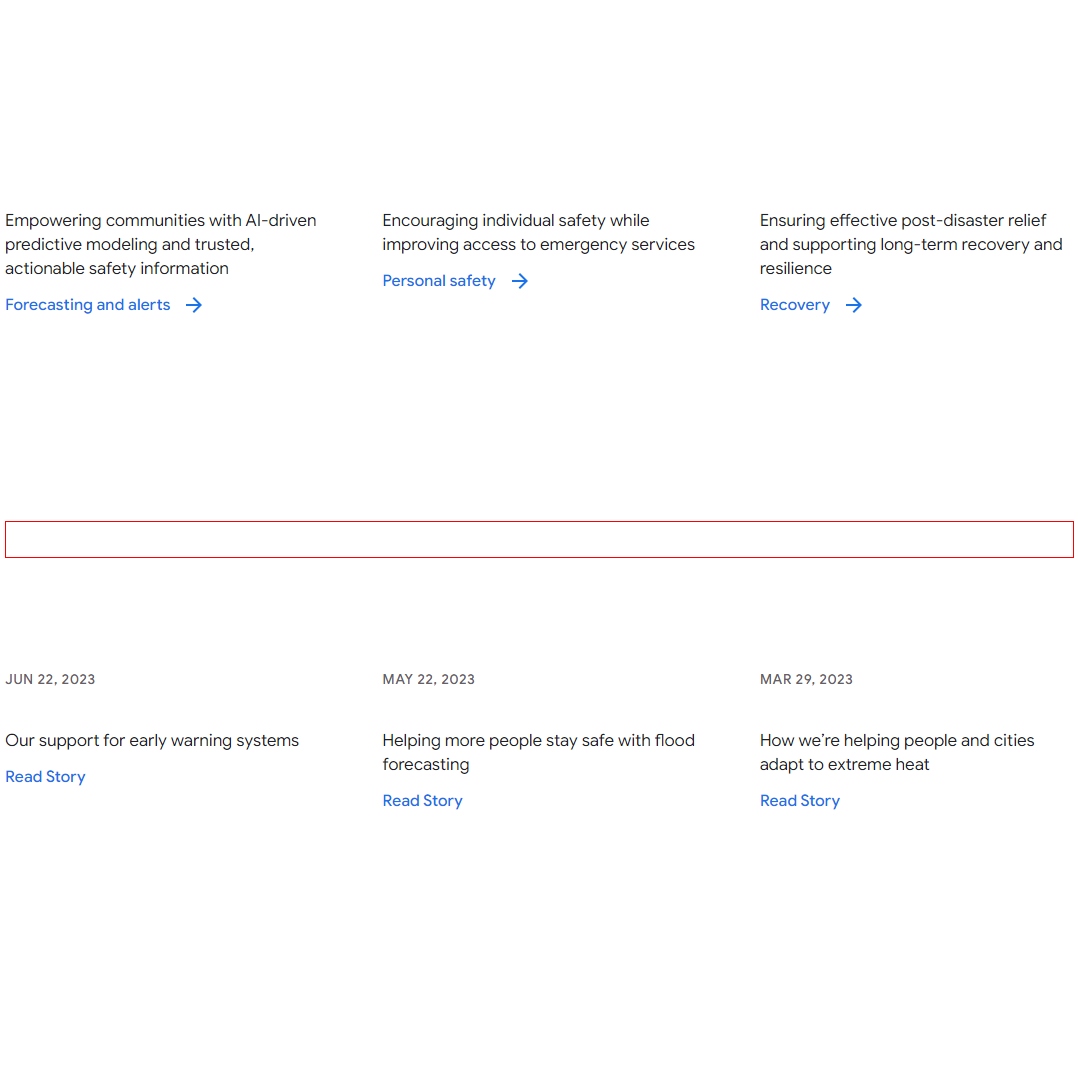 Empowering communities with AI-driven
predictive modeling and trusted,
actionable safety information
Forecasting and alerts
Encouraging individual safety while
improving access to emergency services
Personal safety
Ensuring effective post-disaster relief
and supporting long-term recovery and
resilience
Recovery
JUN 22, 2023
Our support for early warning systems
Read Story
MAY 22, 2023
Helping more people stay safe with flood
forecasting
Read Story
MAR 29, 2023
How we’re helping people and cities
adapt to extreme heat
Read Story